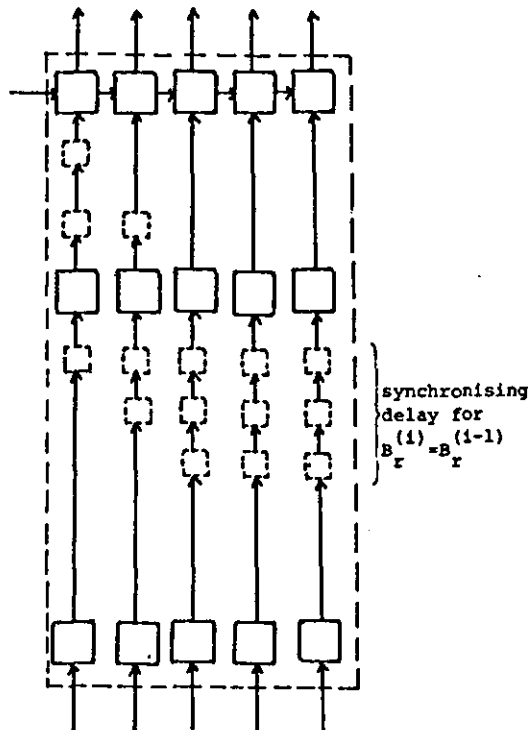 synchronising
delay for
B_r^(i)=B_r^(i-1)